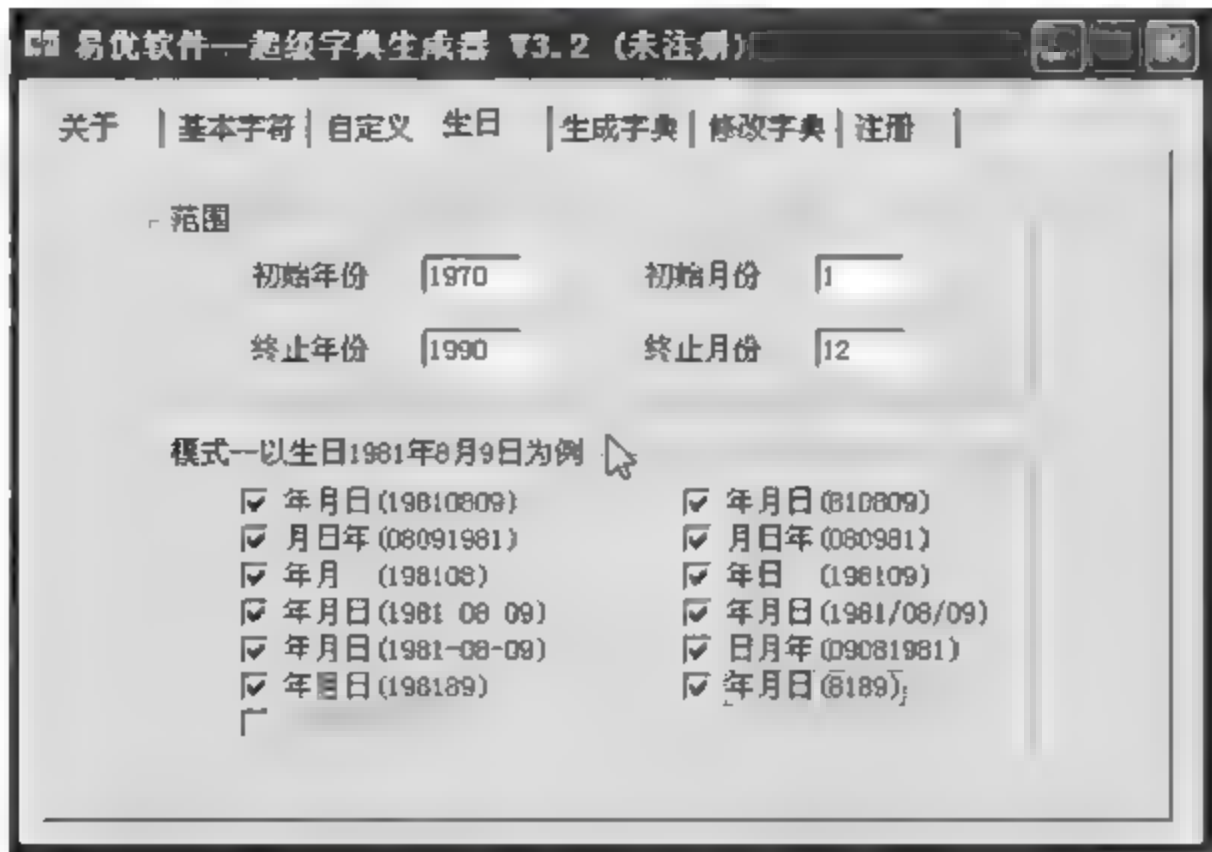 易优软件—超级字典生成器 V3.2 (未注册)
关于 基本字符 自定义 生日 生成字典 修改字典 注册
范围
初始年份 1970 初始月份 1
终止年份 1990 终止月份 12
模式--以生日1981年8月9日为例
年月日(19810809) 年月日(810809)
月日年(08091981) 月日年(080981)
年月 (198108) 年日 (198109)
年月日(1981 08 09) 年月日(1981/08/09)
年月日(1981-08-09) 日月年(09081981)
年月日(198189) 年月日(8189)